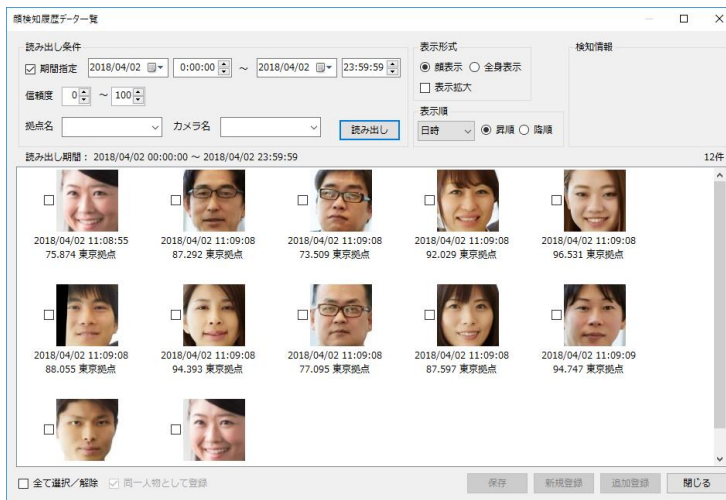 顔検知履歴データ一覧
読み出し条件
期間指定 2018/04/02 0:00:00 ～ 2018/04/02 23:59:59
信頼度 0 ～ 100
拠点名 カメラ名 読み出し
表示形式
顔表示 全身表示
表示拡大
表示順
日時 昇順 降順
検知情報
読み出し期間： 2018/04/02 00:00:00 ～ 2018/04/02 23:59:59 12件
2018/04/02 11:08:55 2018/04/02 11:09:08 2018/04/02 11:09:08 2018/04/02 11:09:08 2018/04/02 11:09:08
75.874 東京拠点 87.292 東京拠点 73.509 東京拠点 92.029 東京拠点 96.531 東京拠点
2018/04/02 11:09:08 2018/04/02 11:09:08 2018/04/02 11:09:08 2018/04/02 11:09:08 2018/04/02 11:09:09
88.055 東京拠点 94.393 東京拠点 77.095 東京拠点 87.597 東京拠点 94.747 東京拠点
全て選択／解除 同一人物として登録 保存 新規登録 追加登録 閉じる